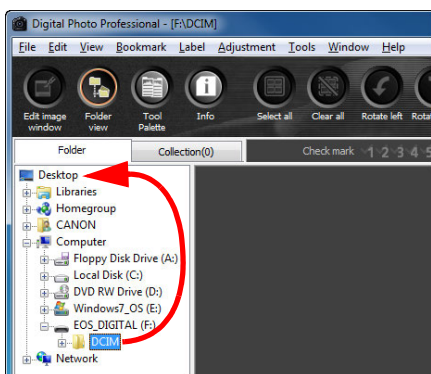 Digital Photo Professional - [F:\DCIM]
File Edit View Bookmark Label Adjustment Tools Window Help
Edit image window Folder view Tool Palette Info Select all Clear all Rotate left
Folder Collection(0) Check mark 1 2 3 4 5
Desktop
Libraries
Homegroup
CANON
Computer
Floppy Disk Drive (A:)
Local Disk (C:)
DVD RW Drive (D:)
Windows7_OS (E:)
EOS_DIGITAL (F:)
DCIM
Network